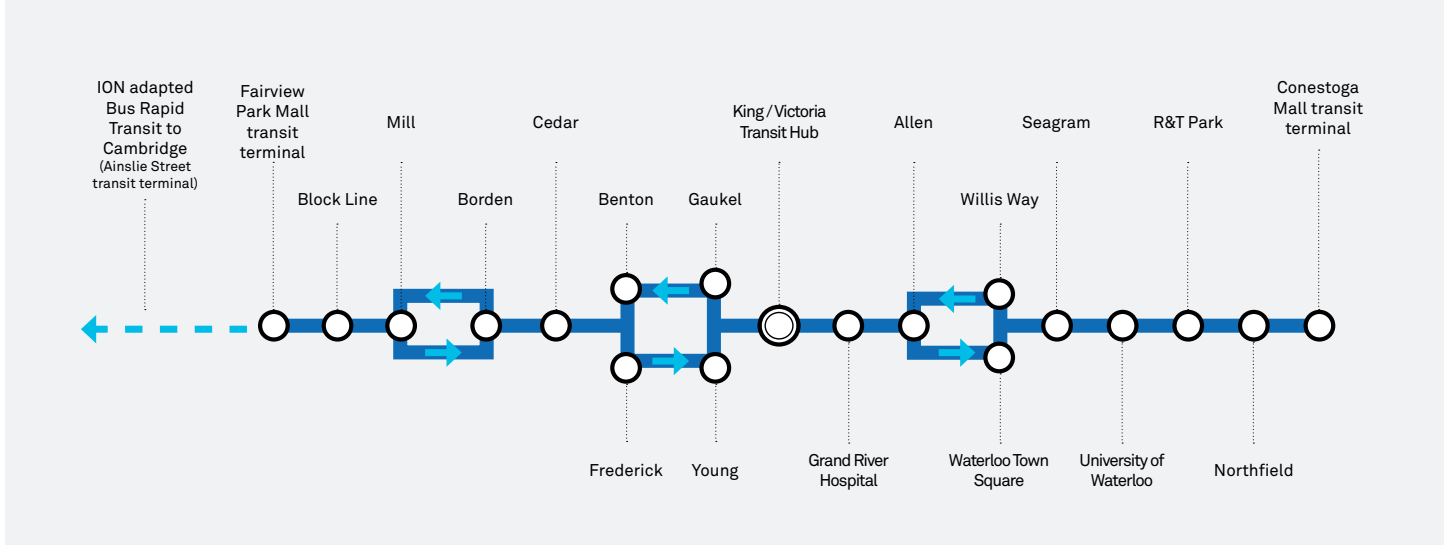 ION adapted
Bus Rapid
Transit to
Cambridge
(Ainslie Street
transit terminal)
Fairview
Park Mall
transit
terminal
Block Line
Mill
Borden
Cedar
Benton
Gaukel
King / Victoria
Transit Hub
Allen
Willis Way
Seagram
R&T Park
Conestoga
Mall transit
terminal
Frederick
Young
Grand River
Hospital
Waterloo Town
Square
University of
Waterloo
Northfield